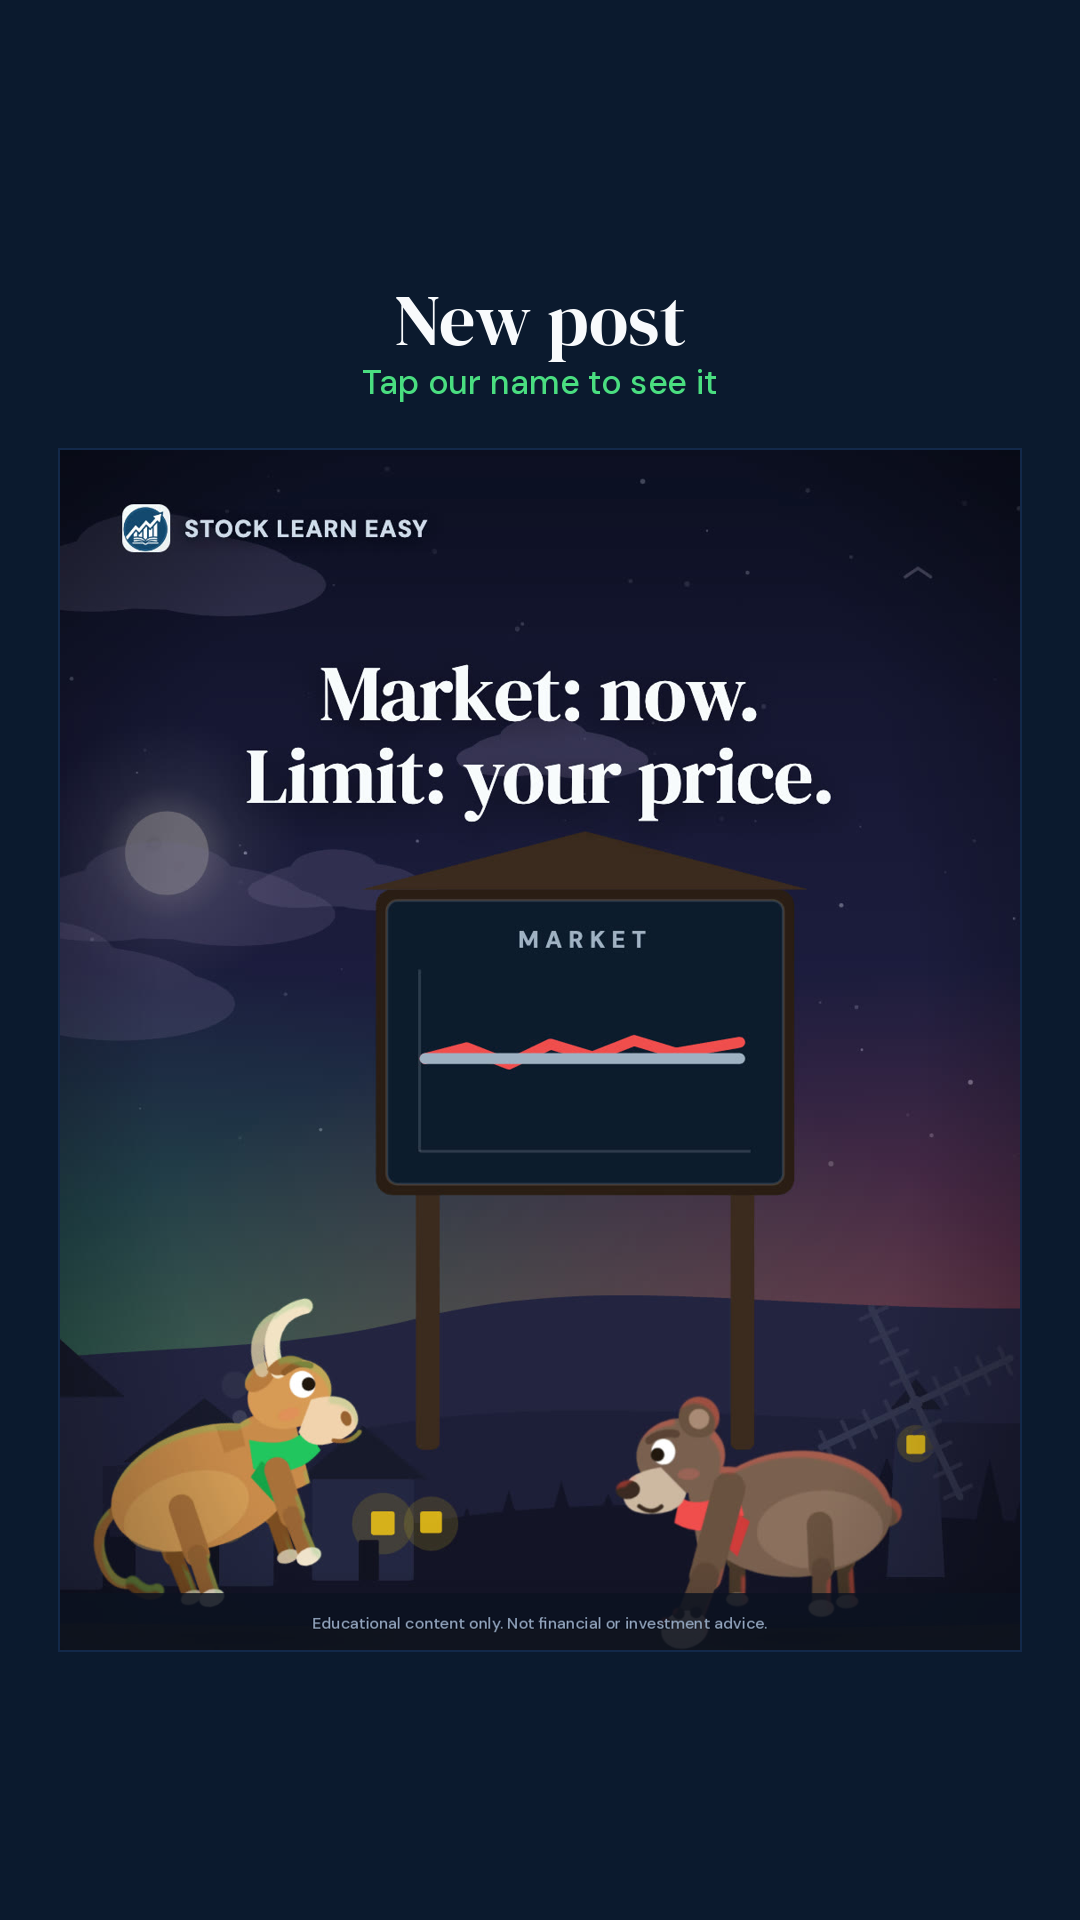 New post
Tap our name to see it
STOCK LEARN EASY
Market: now.
Limit: your price.
MARKET
Educational content only. Not financial or investment advice.